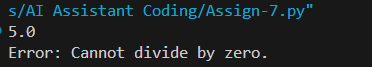 s/AI Assistant Coding/Assign-7.py"
5.0
Error: Cannot divide by zero.